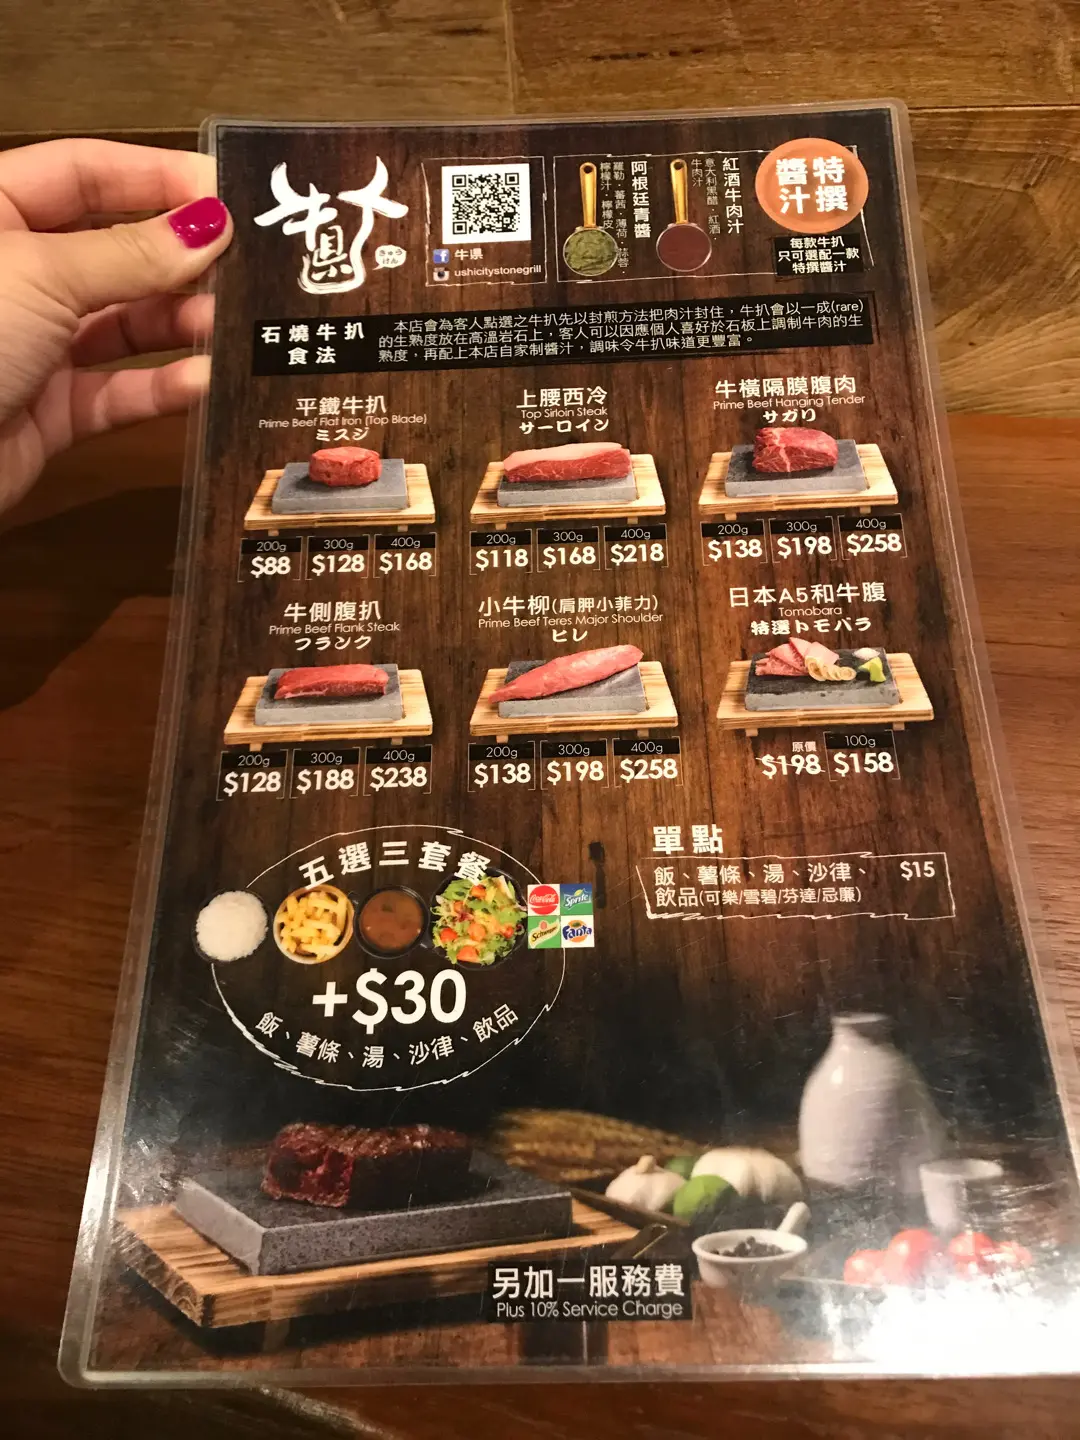 牛県
ぎゅうけん
牛県
ushicitystonegrill
阿根廷青醬
羅勒·蕃茜·薄荷·蒜蓉·
檸檬汁·檸檬皮
紅酒牛肉汁
意大利黑醋·紅酒·
牛肉汁
特撰
醬汁
每款牛扒
只可選配一款
特撰醬汁
石燒牛扒
食法
本店會為客人點選之牛扒先以封煎方法把肉汁封住，牛扒會以一成(rare)
的生熟度放在高溫岩石上，客人可以因應個人喜好於石板上調制牛肉的生
熟度，再配上本店自家制醬汁，調味令牛扒味道更豐富。
平鐵牛扒
Prime Beef Flat Iron (Top Blade)
ミスジ
200g 300g 400g
$88 $128 $168
上腰西冷
Top Sirloin Steak
サーロイン
200g 300g 400g
$118 $168 $218
牛橫隔膜腹肉
Prime Beef Hanging Tender
サガリ
200g 300g 400g
$138 $198 $258
牛側腹扒
Prime Beef Flank Steak
フランク
200g 300g 400g
$128 $188 $238
小牛柳(肩胛小菲力)
Prime Beef Teres Major Shoulder
ヒレ
200g 300g 400g
$138 $198 $258
日本A5和牛腹
Tomobara
特選トモバラ
原價 100g
$198 $158
五選三套餐
Coca-Cola Sprite
Schweppes Fanta
+$30
飯、薯條、湯、沙律、飲品
單點
飯、薯條、湯、沙律、 $15
飲品(可樂/雪碧/芬達/忌廉)
另加一服務費
Plus 10% Service Charge